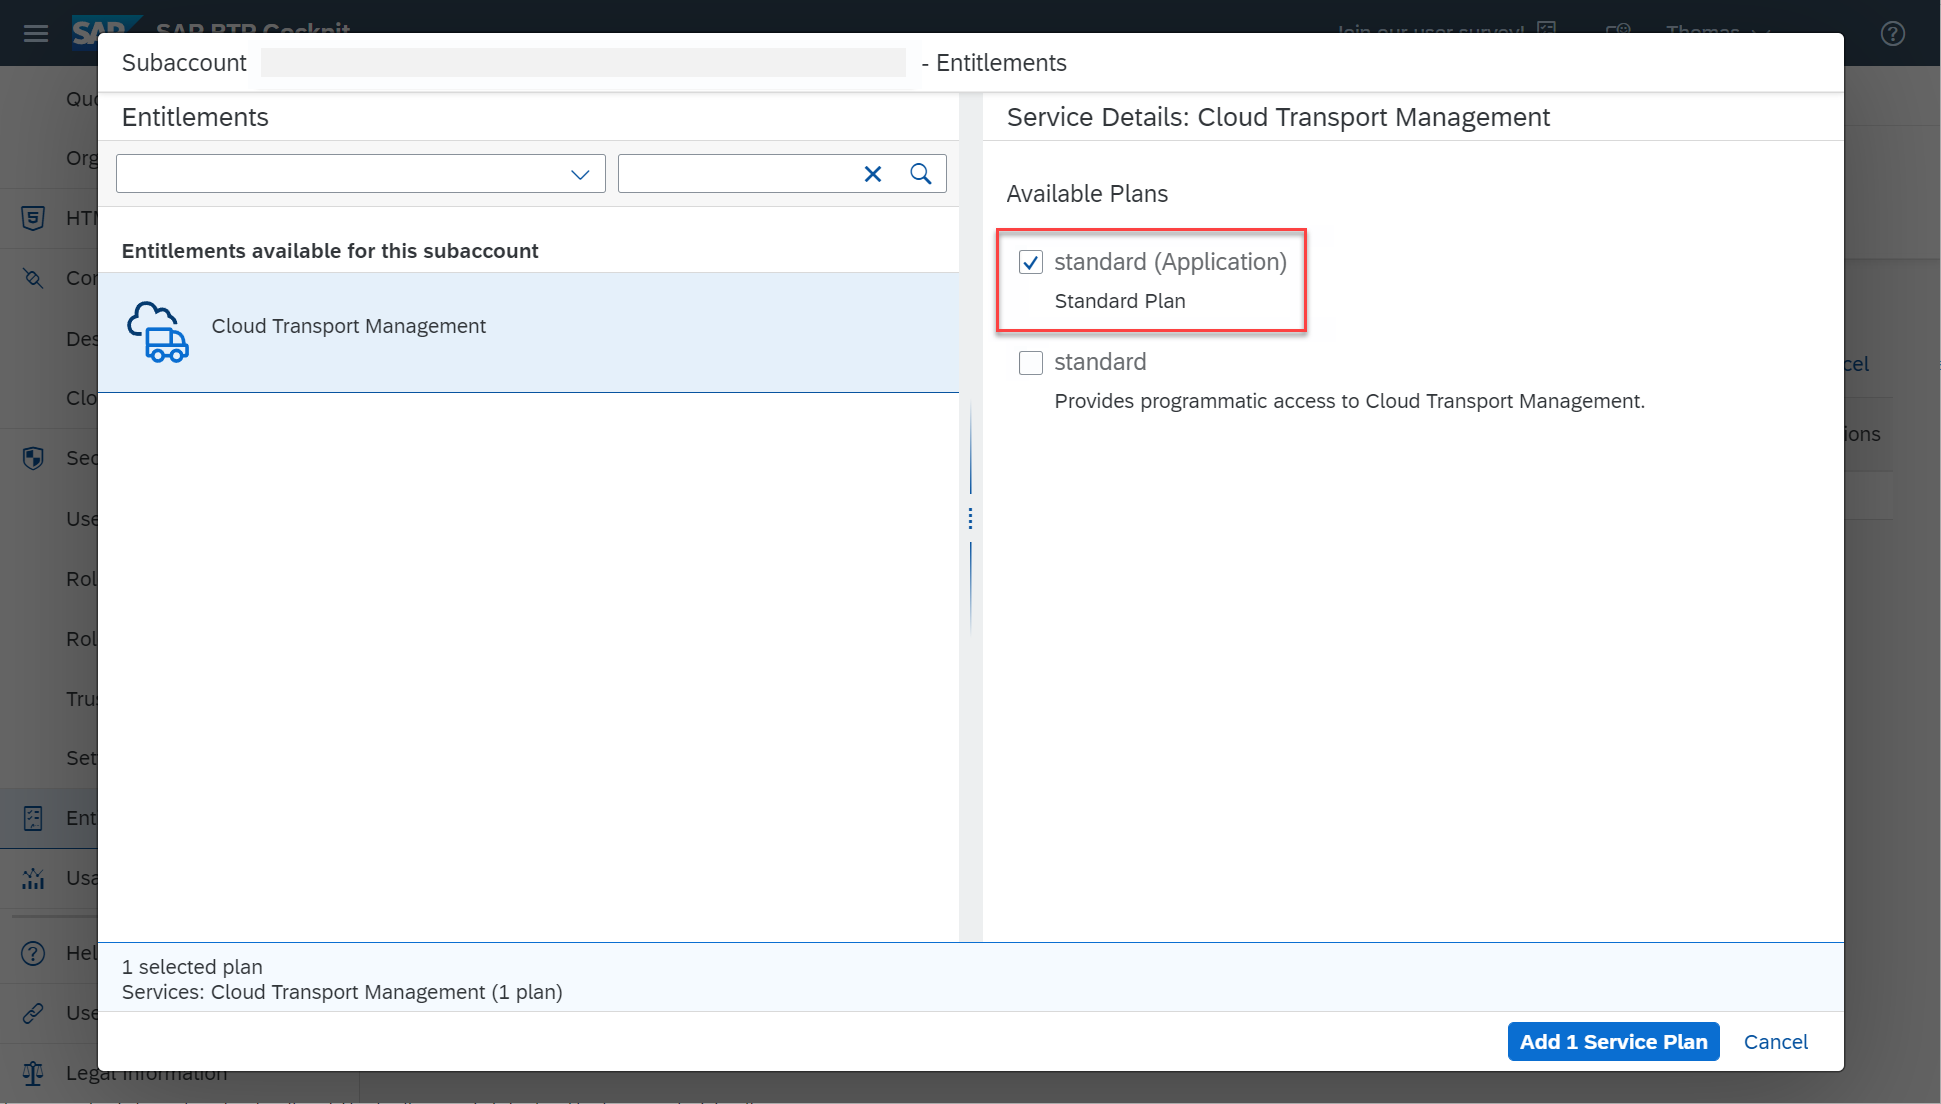 SAP
Subaccount - Entitlements
Entitlements
Service Details: Cloud Transport Management
Available Plans
Entitlements available for this subaccount
Cloud Transport Management
standard (Application)
Standard Plan
standard
Provides programmatic access to Cloud Transport Management.
1 selected plan
Services: Cloud Transport Management (1 plan)
Add 1 Service Plan
Cancel
Legal Information